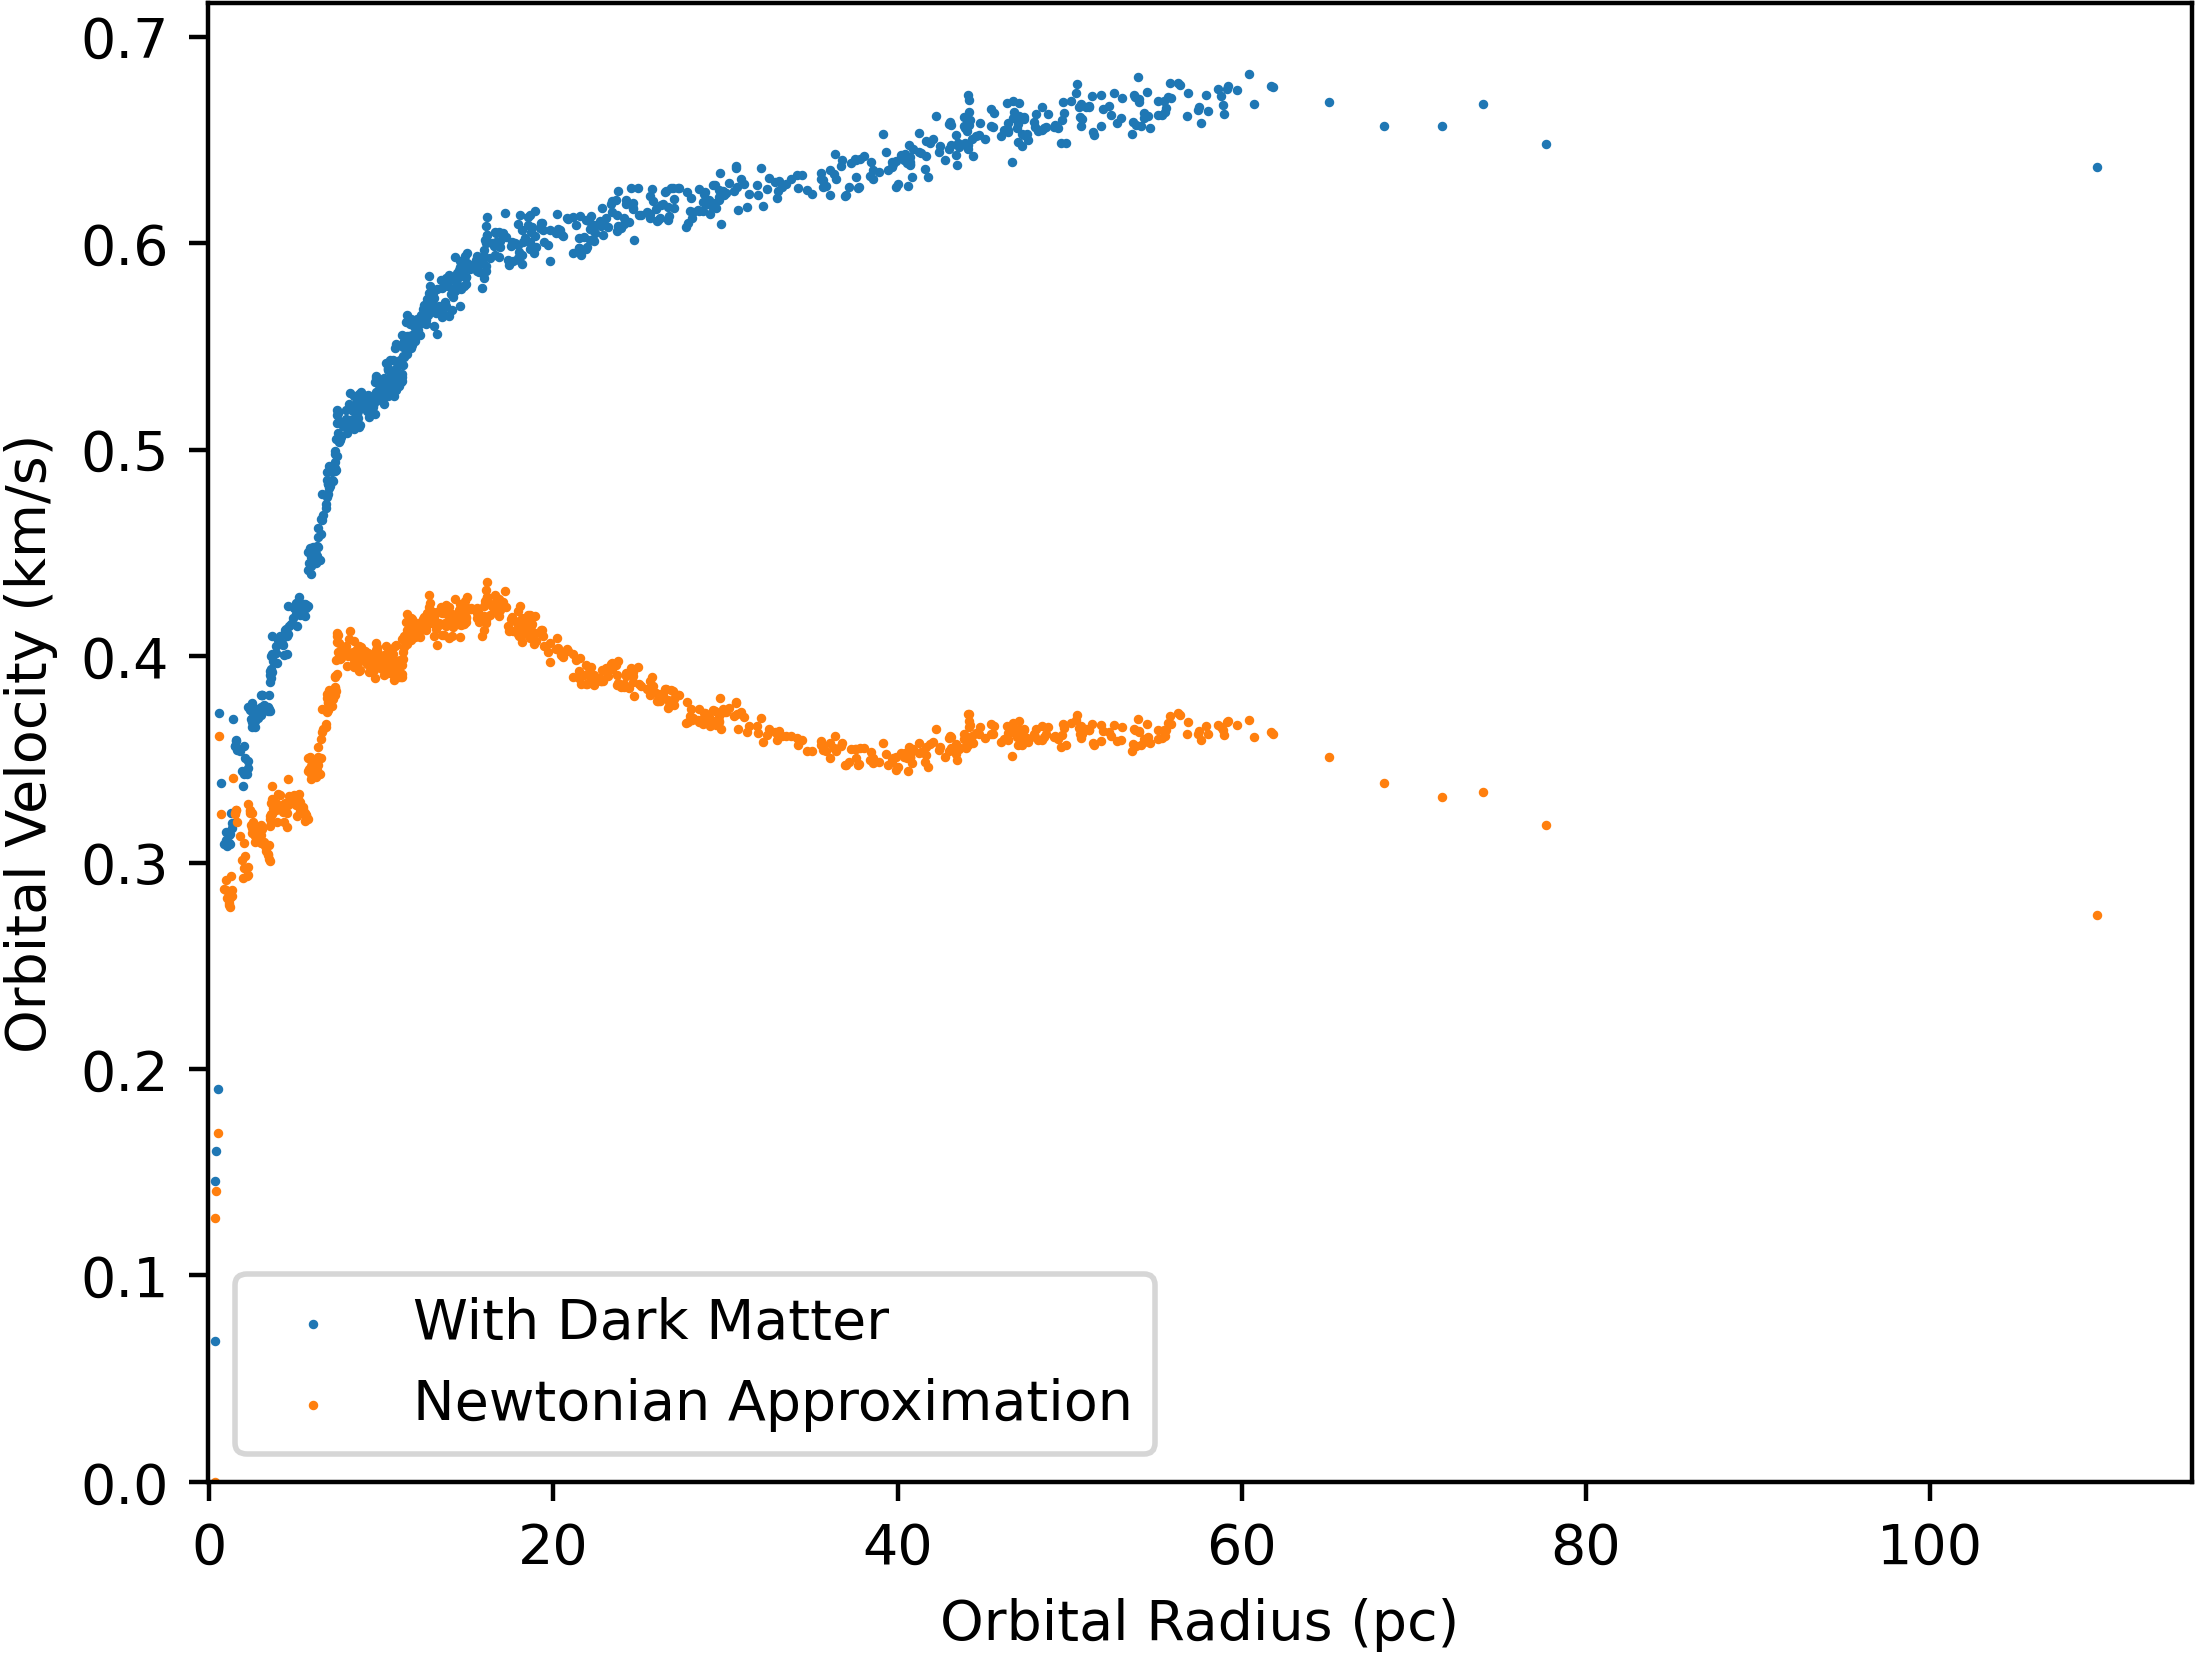 0.7
0.6
0.5
0.4
0.3
0.2
0.1
0.0
Orbital Velocity (km/s)
With Dark Matter
Newtonian Approximation
0 20 40 60 80 100
Orbital Radius (pc)